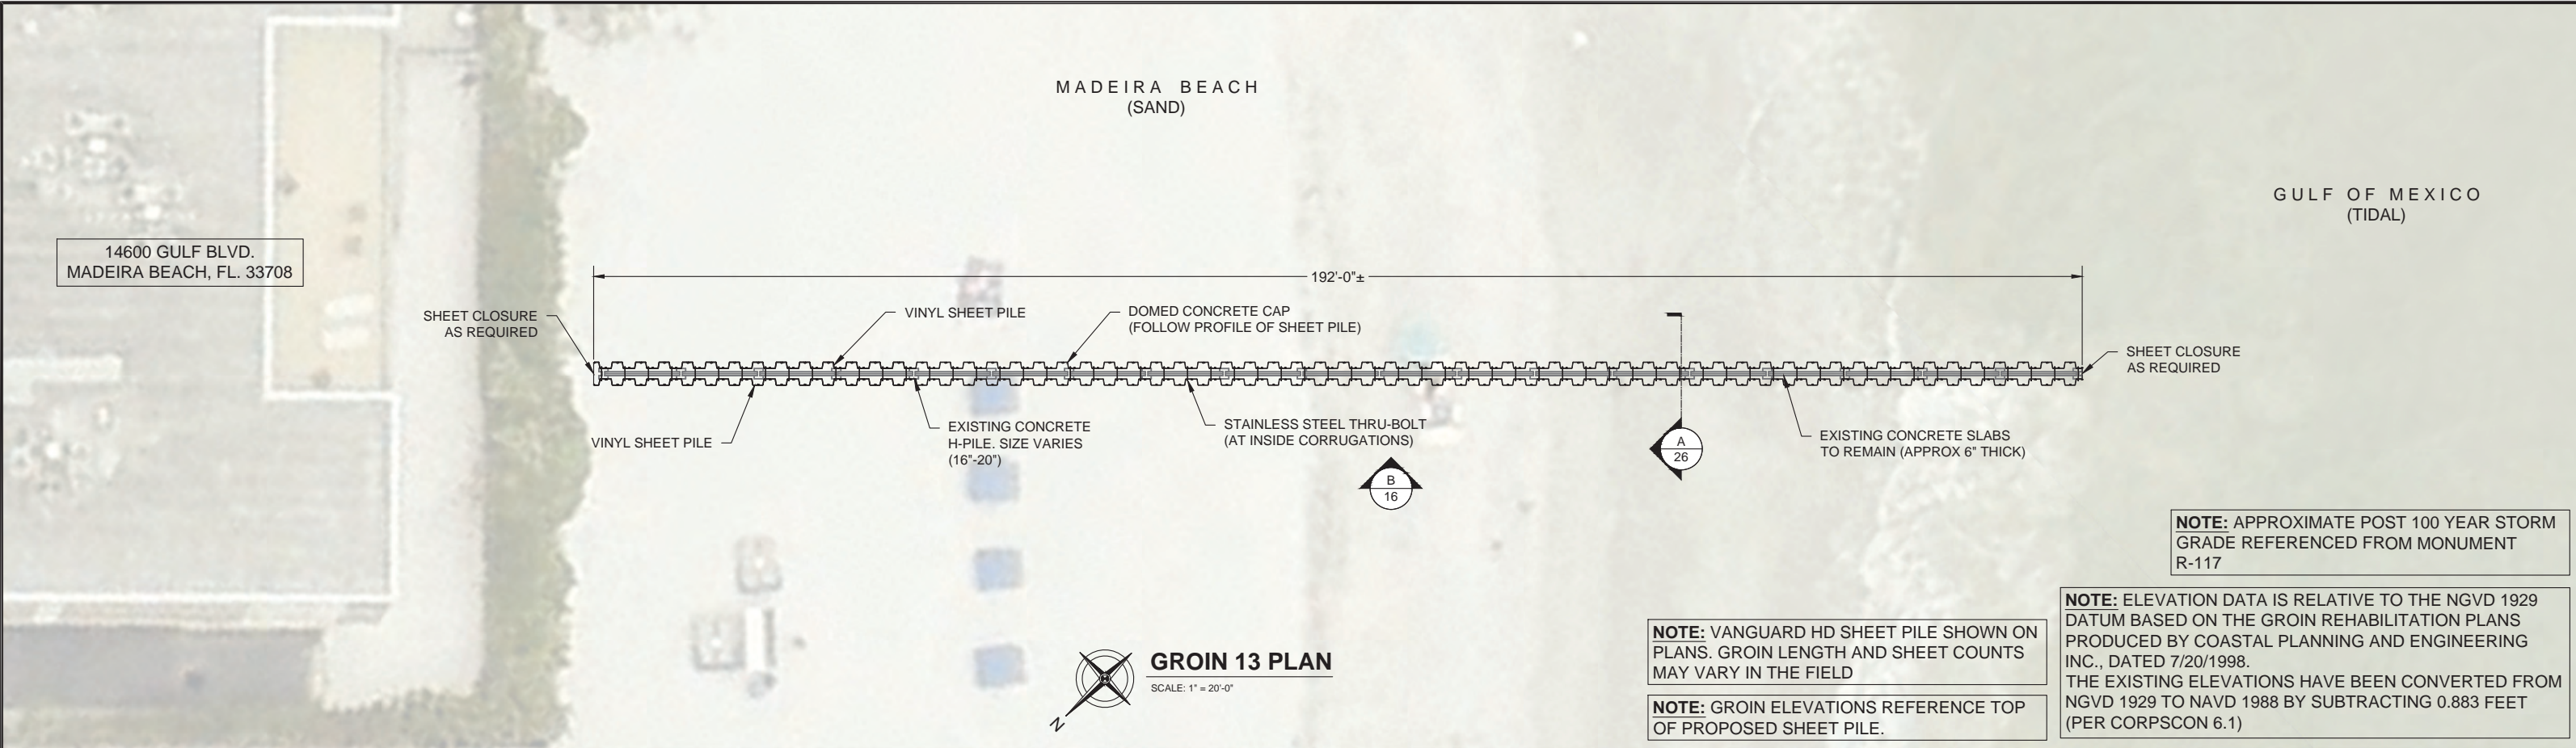 MADEIRA BEACH
(SAND)
GULF OF MEXICO
(TIDAL)
14600 GULF BLVD.
MADEIRA BEACH, FL. 33708
192'-0"±
SHEET CLOSURE
AS REQUIRED
VINYL SHEET PILE
DOMED CONCRETE CAP
(FOLLOW PROFILE OF SHEET PILE)
SHEET CLOSURE
AS REQUIRED
VINYL SHEET PILE
EXISTING CONCRETE
H-PILE. SIZE VARIES
(16"-20")
STAINLESS STEEL THRU-BOLT
(AT INSIDE CORRUGATIONS)
B
16
A
26
EXISTING CONCRETE SLABS
TO REMAIN (APPROX 6" THICK)
NOTE: APPROXIMATE POST 100 YEAR STORM
GRADE REFERENCED FROM MONUMENT
R-117
NOTE: ELEVATION DATA IS RELATIVE TO THE NGVD 1929
DATUM BASED ON THE GROIN REHABILITATION PLANS
PRODUCED BY COASTAL PLANNING AND ENGINEERING
INC., DATED 7/20/1998.
THE EXISTING ELEVATIONS HAVE BEEN CONVERTED FROM
NGVD 1929 TO NAVD 1988 BY SUBTRACTING 0.883 FEET
(PER CORPSCON 6.1)
NOTE: VANGUARD HD SHEET PILE SHOWN ON
PLANS. GROIN LENGTH AND SHEET COUNTS
MAY VARY IN THE FIELD
NOTE: GROIN ELEVATIONS REFERENCE TOP
OF PROPOSED SHEET PILE.
N
GROIN 13 PLAN
SCALE: 1" = 20'-0"